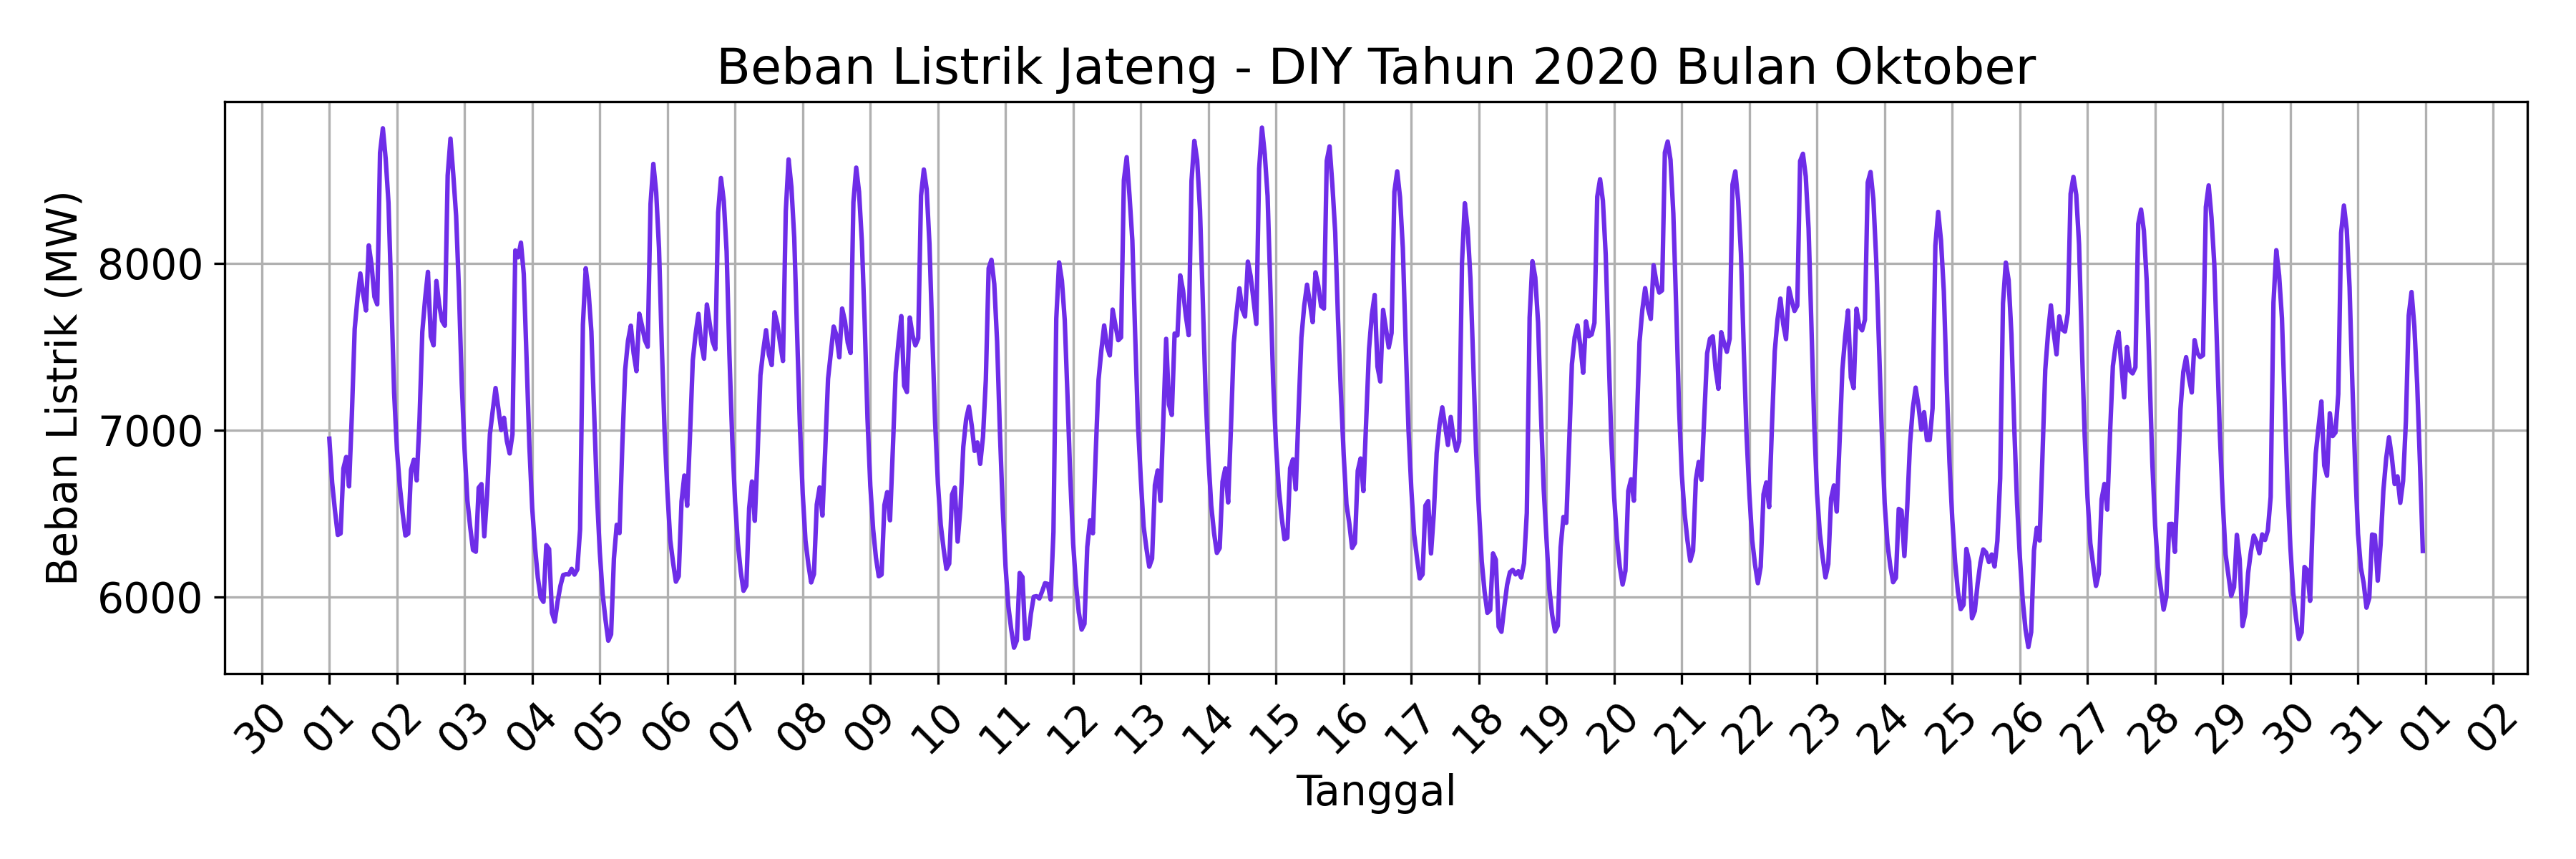 Beban Listrik Jateng - DIY Tahun 2020 Bulan Oktober
Beban Listrik (MW)
8000
7000
6000
30 01 02 03 04 05 06 07 08 09 10 11 12 13 14 15 16 17 18 19 20 21 22 23 24 25 26 27 28 29 30 31 01 02
Tanggal